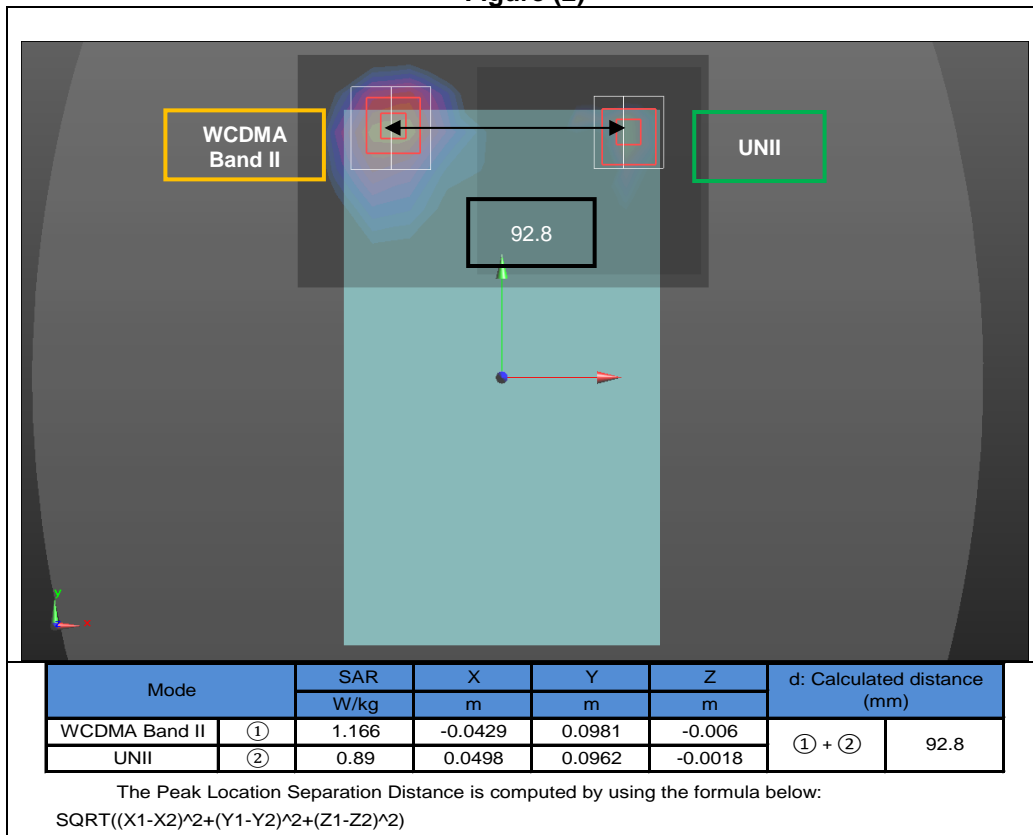 Figure (2)
WCDMA
Band II
UNII
92.8
y
x
Mode SAR X Y Z d: Calculated distance
W/kg m m m (mm)
WCDMA Band II ① 1.166 -0.0429 0.0981 -0.006 ① + ② 92.8
UNII ② 0.89 0.0498 0.0962 -0.0018
The Peak Location Separation Distance is computed by using the formula below:
SQRT((X1-X2)^2+(Y1-Y2)^2+(Z1-Z2)^2)